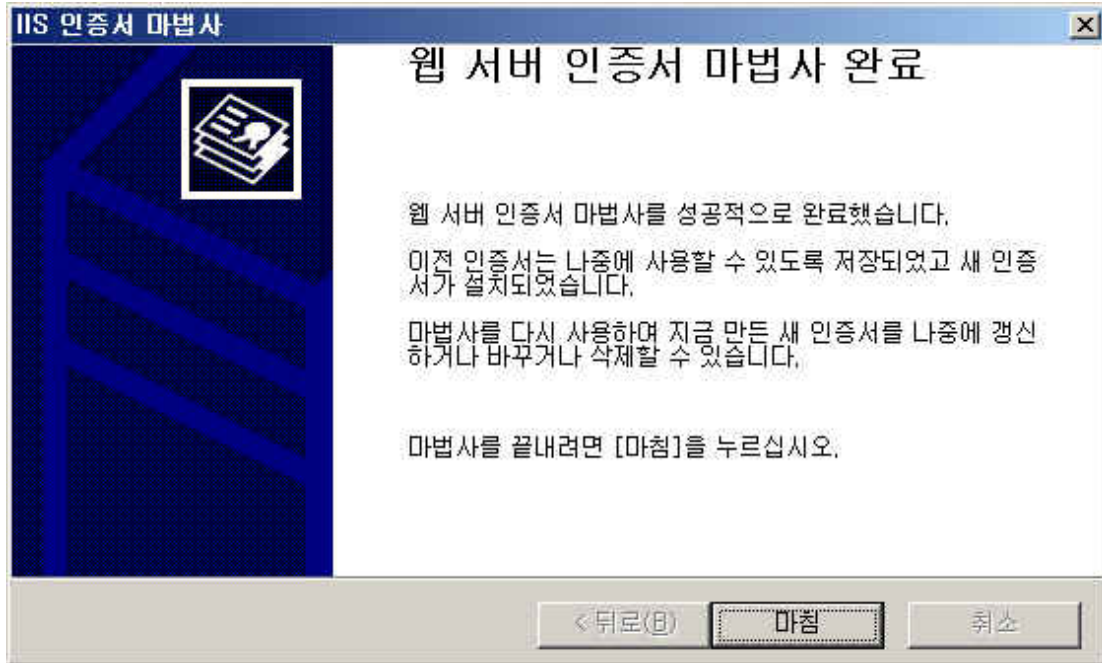 IIS 인증서 마법사
웹 서버 인증서 마법사 완료
웹 서버 인증서 마법사를 성공적으로 완료했습니다.
이전 인증서는 나중에 사용할 수 있도록 저장되었고 새 인증
서가 설치되었습니다.
마법사를 다시 사용하여 지금 만든 새 인증서를 나중에 갱신
하거나 바꾸거나 삭제할 수 있습니다.
마법사를 끝내려면 [마침]을 누르십시오.
< 뒤로(B) 마침 취소